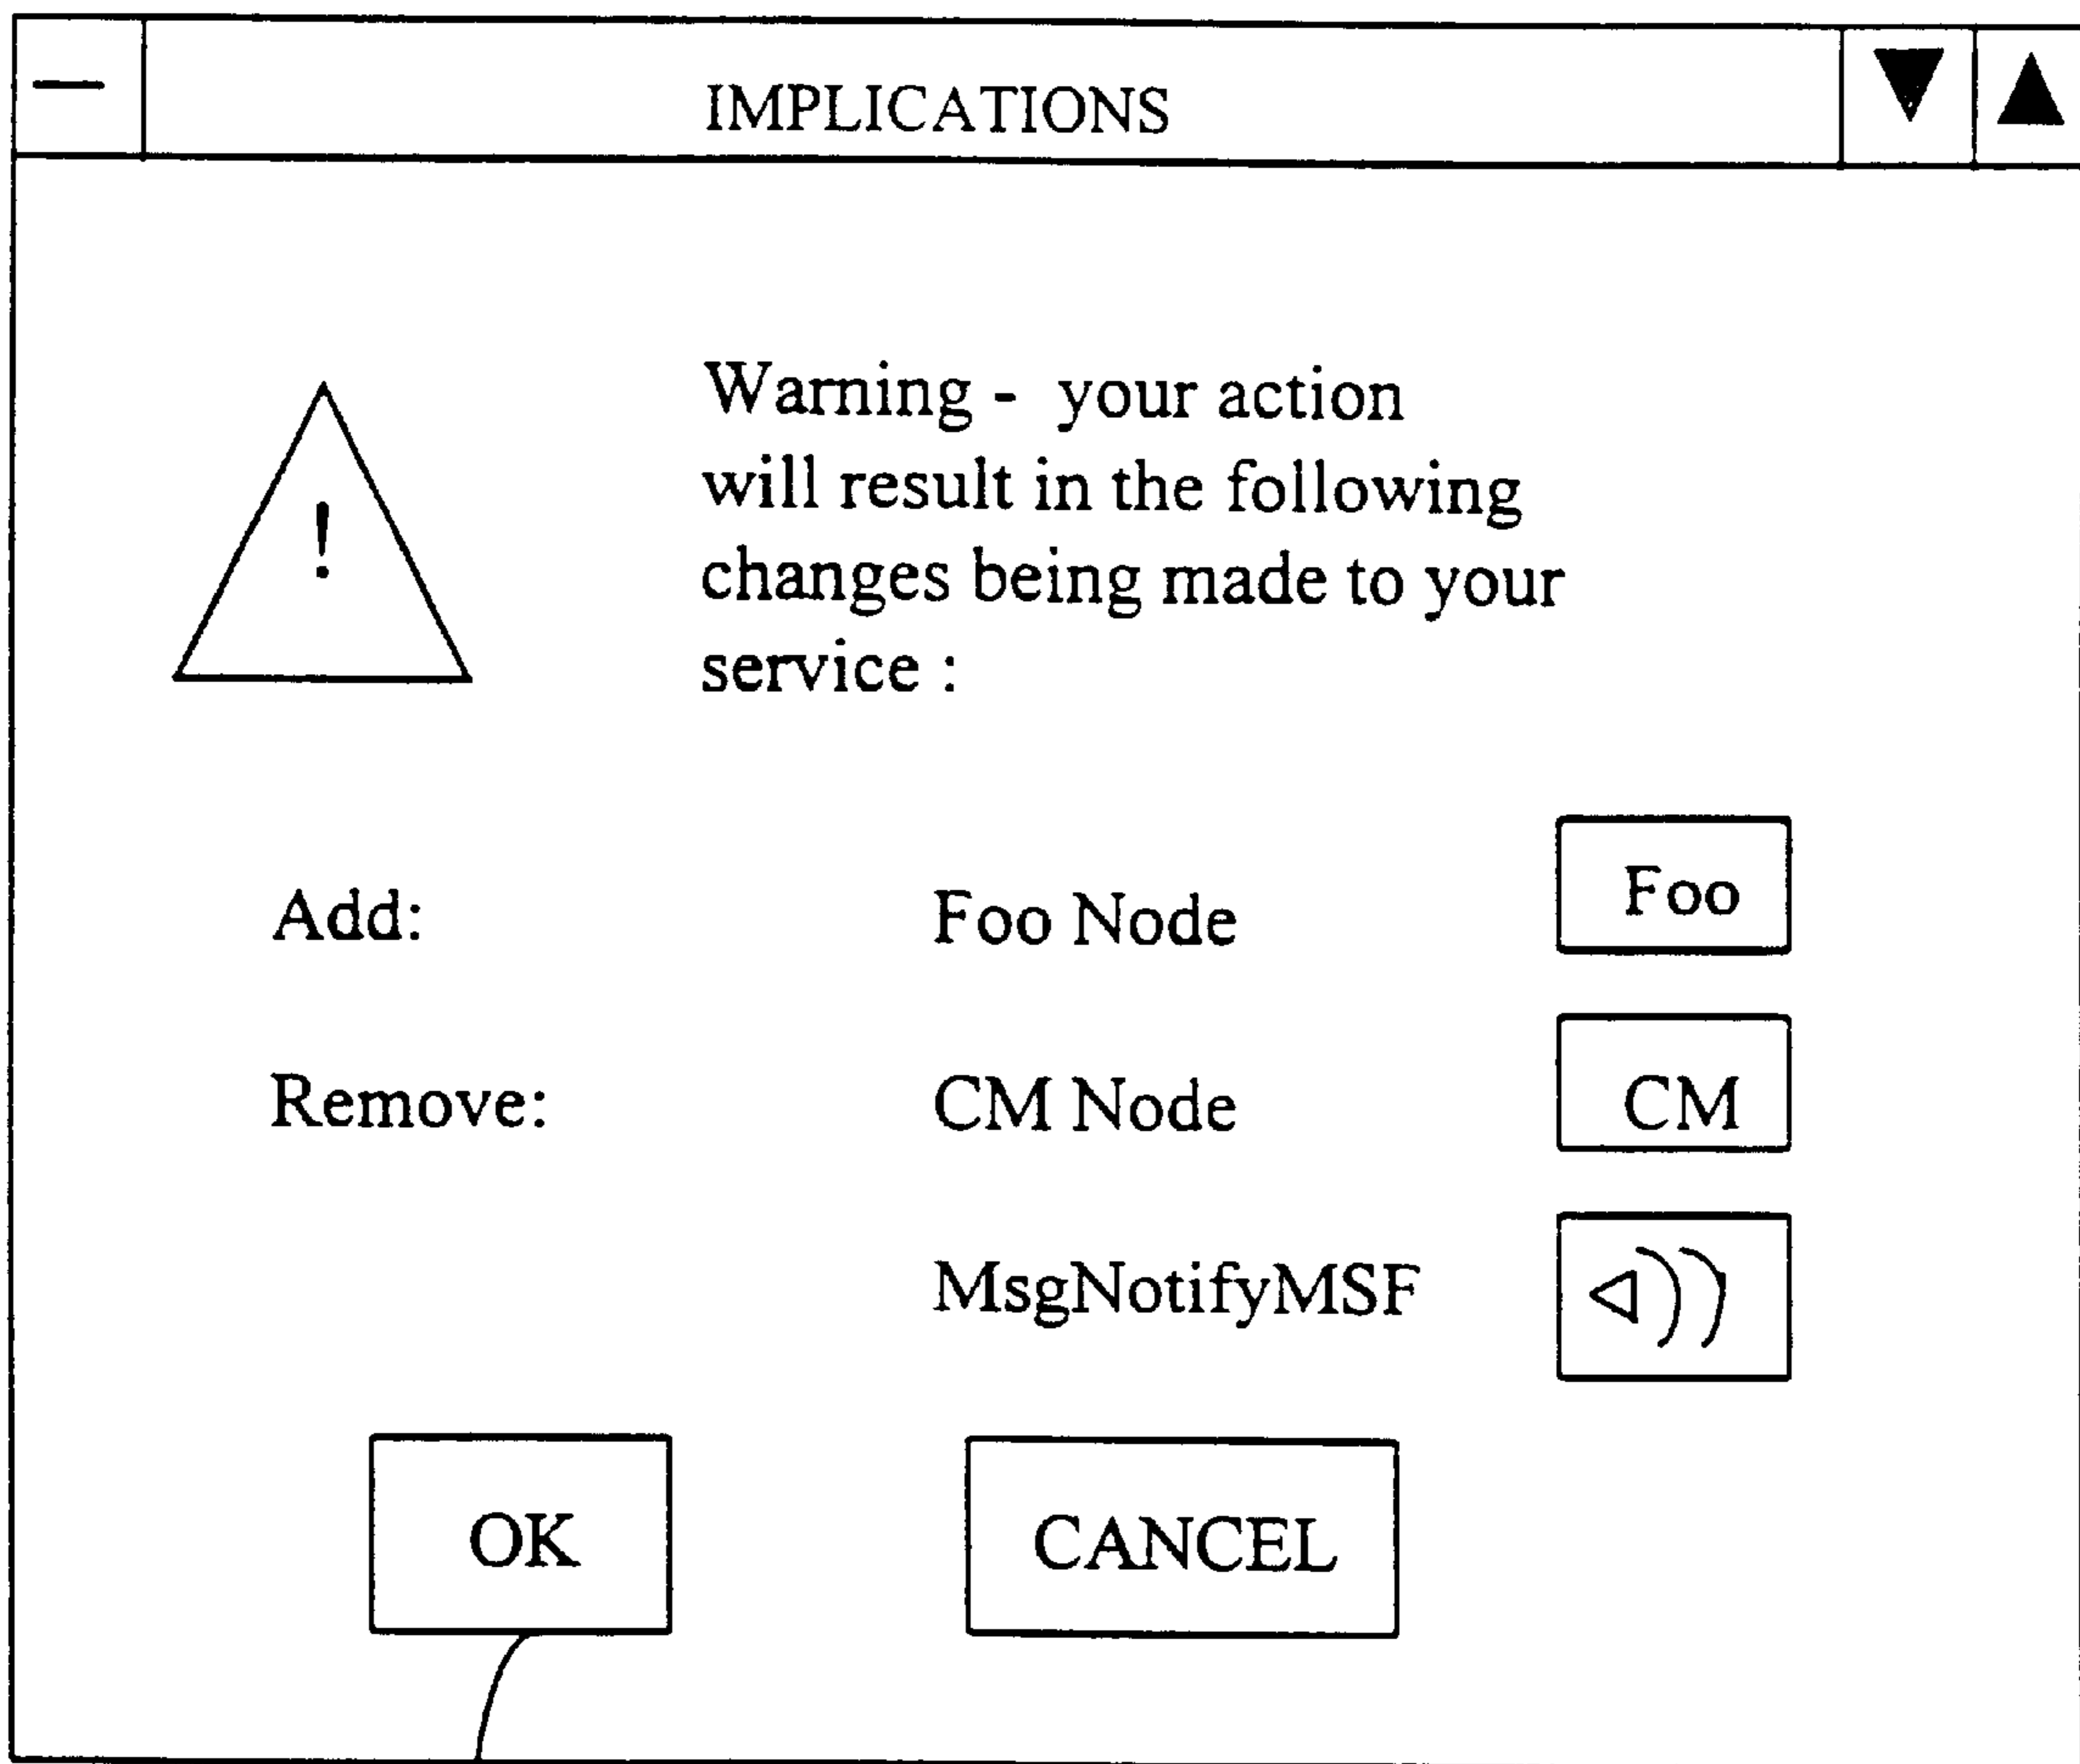 IMPLICATIONS
!
Warning - your action
will result in the following
changes being made to your
service :
Add: Foo Node Foo
Remove: CM Node CM
MsgNotifyMSF
OK CANCEL